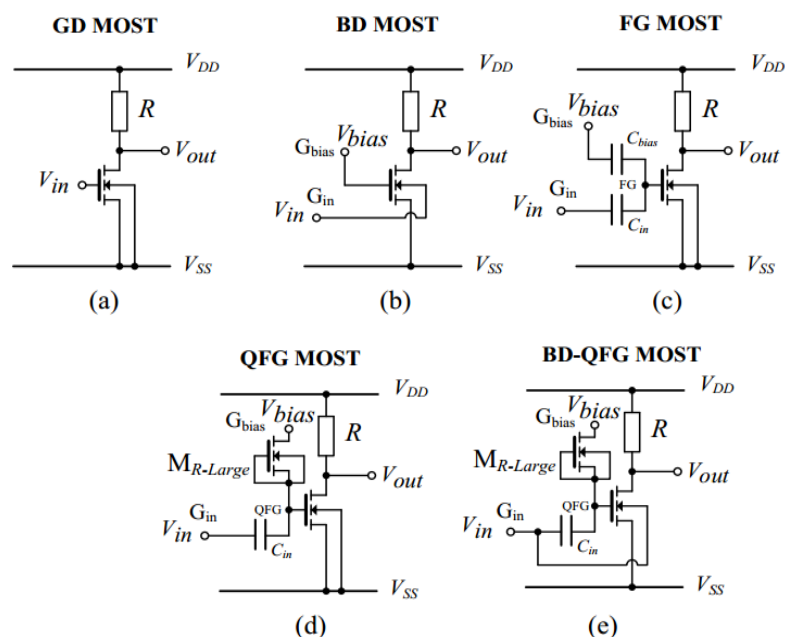 GD MOST
V_DD
R
V_out
V_in
V_SS
(a)
BD MOST
V_DD
R
G_bias V_bias
V_out
G_in
V_in
V_SS
(b)
FG MOST
V_DD
V_bias
G_bias
R
C_bias
V_out
G_in
FG
V_in
C_in
V_SS
(c)
QFG MOST
V_DD
G_bias V_bias
R
M_R-Large
V_out
G_in
QFG
V_in
C_in
V_SS
(d)
BD-QFG MOST
V_DD
G_bias V_bias
R
M_R-Large
V_out
G_in
QFG
V_in
C_in
V_SS
(e)